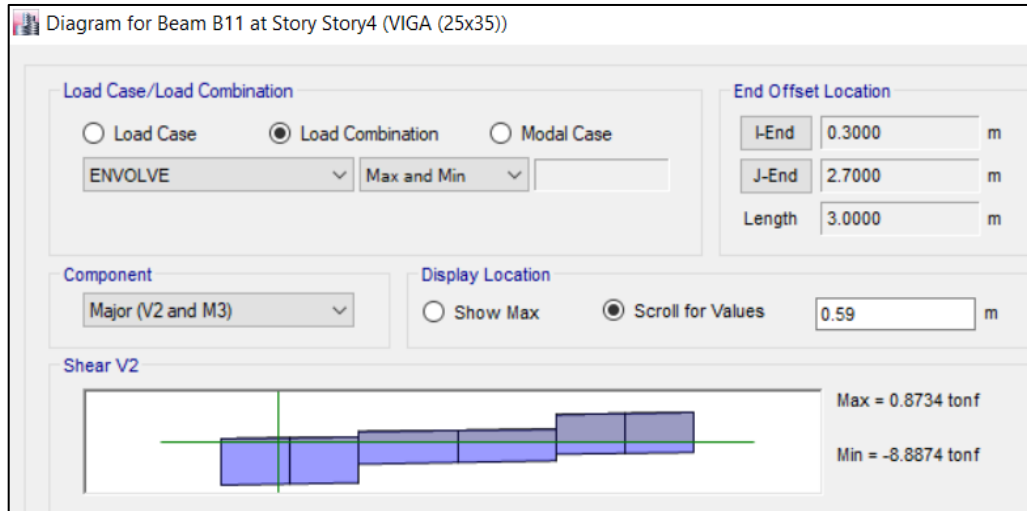 Diagram for Beam B11 at Story Story4 (VIGA (25x35))
Load Case/Load Combination
Load Case Load Combination Modal Case
ENVOLVE Max and Min
End Offset Location
I-End 0.3000 m
J-End 2.7000 m
Length 3.0000 m
Component
Major (V2 and M3)
Display Location
Show Max Scroll for Values 0.59 m
Shear V2
Max = 0.8734 tonf
Min = -8.8874 tonf